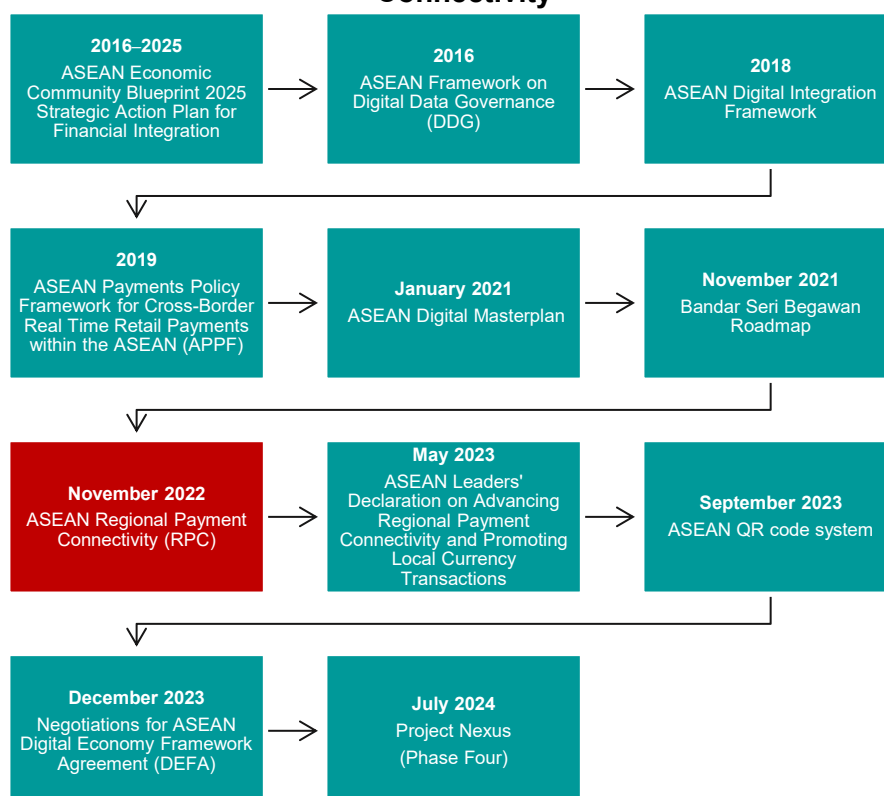 Connectivity
2016–2025
ASEAN Economic
Community Blueprint 2025
Strategic Action Plan for
Financial Integration
2016
ASEAN Framework on
Digital Data Governance
(DDG)
2018
ASEAN Digital Integration
Framework
2019
ASEAN Payments Policy
Framework for Cross-Border
Real Time Retail Payments
within the ASEAN (APPF)
January 2021
ASEAN Digital Masterplan
November 2021
Bandar Seri Begawan
Roadmap
November 2022
ASEAN Regional Payment
Connectivity (RPC)
May 2023
ASEAN Leaders'
Declaration on Advancing
Regional Payment
Connectivity and Promoting
Local Currency
Transactions
September 2023
ASEAN QR code system
December 2023
Negotiations for ASEAN
Digital Economy Framework
Agreement (DEFA)
July 2024
Project Nexus
(Phase Four)